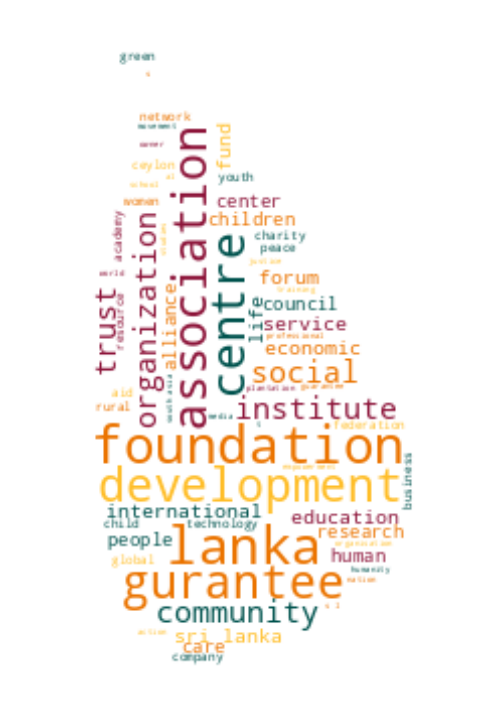 green
network
movement
career
fund
association
ceylon
school
youth
women
center
children
academy
organization
charity
centre
peace
justice
world
forum
training
trust
resource
alliance
life
council
service
professional
economic
social
south asia
plantation
guarantee
aid
rural
institute
media
federation
foundation
empowerment
development
business
international
child
technology
education
people
lanka
research
organisation
global
human
humanity
gurantee
nation
community
action
sri lanka
care
company